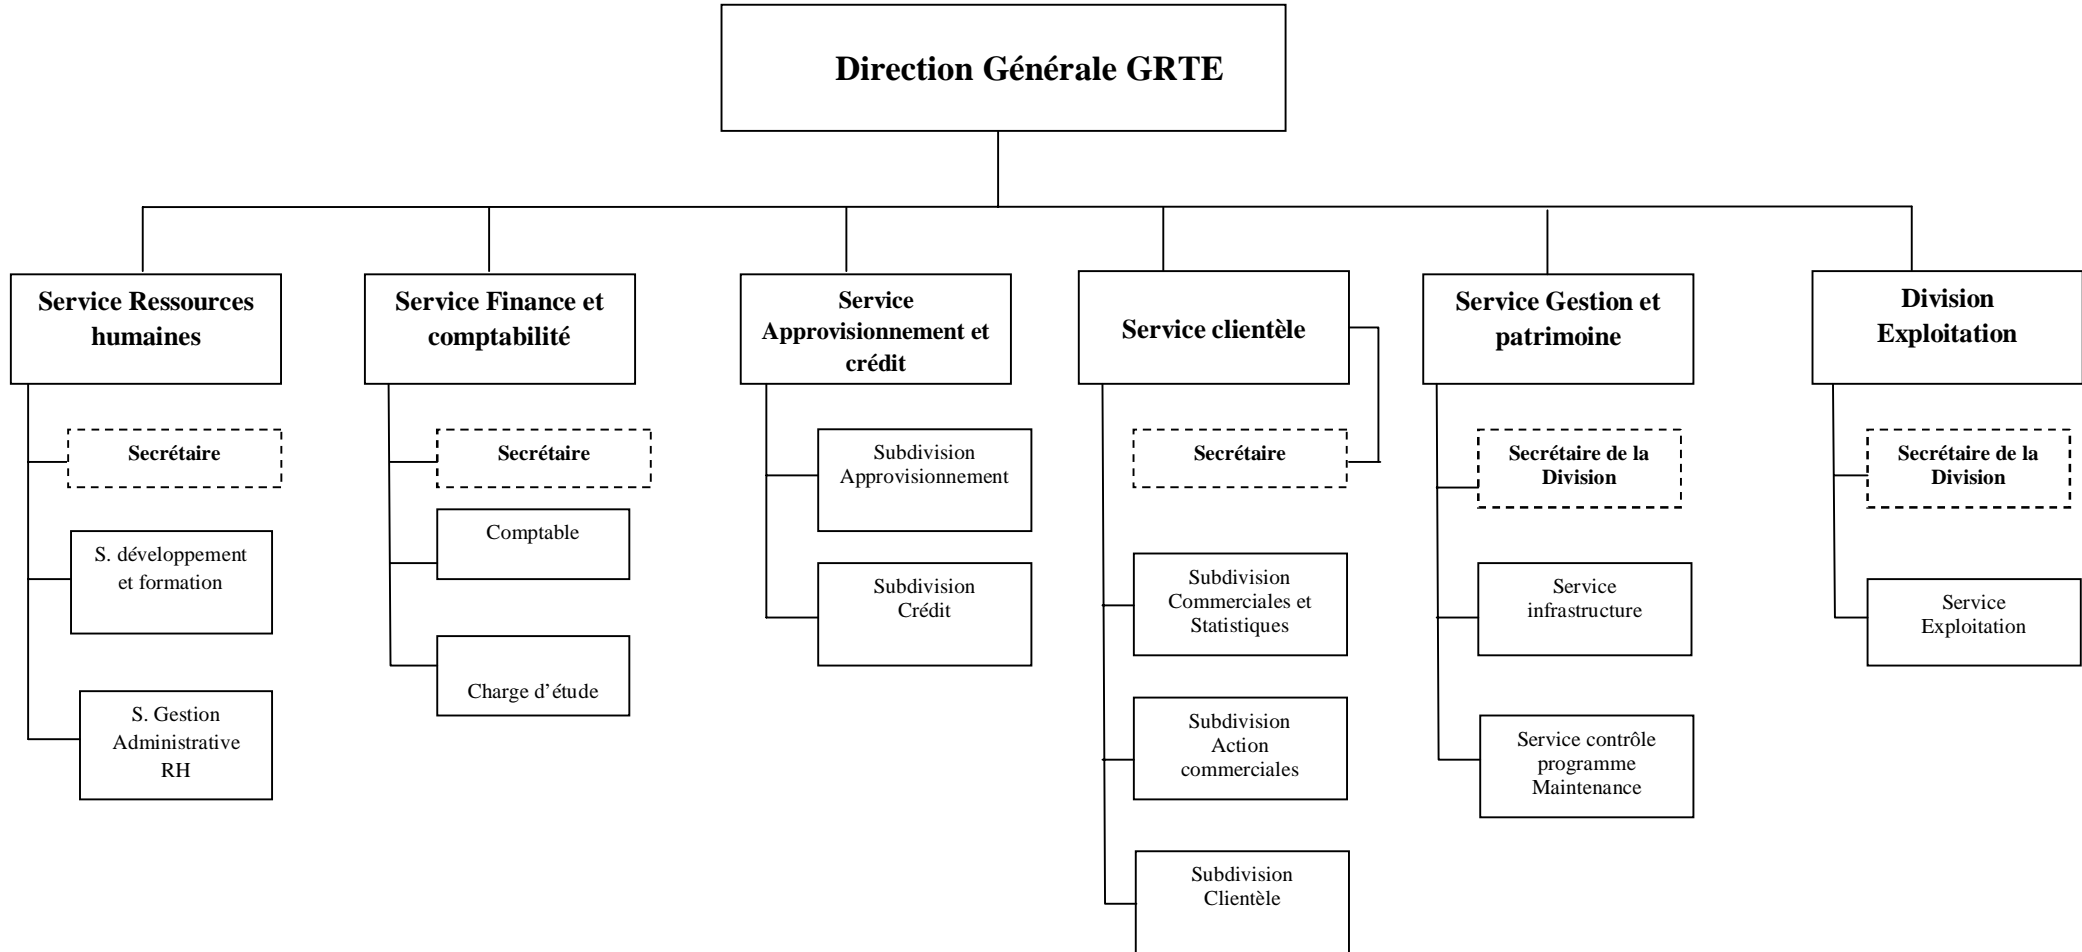 Direction Générale GRTE
Service Ressources
humaines
Secrétaire
S. développement
et formation
S. Gestion
Administrative
RH
Service Finance et
comptabilité
Secrétaire
Comptable
Charge d’étude
Service
Approvisionnement et
crédit
Subdivision
Approvisionnement
Subdivision
Crédit
Service clientèle
Secrétaire
Subdivision
Commerciales et
Statistiques
Subdivision
Action
commerciales
Subdivision
Clientèle
Service Gestion et
patrimoine
Secrétaire de la
Division
Service
infrastructure
Service contrôle
programme
Maintenance
Division
Exploitation
Secrétaire de la
Division
Service
Exploitation